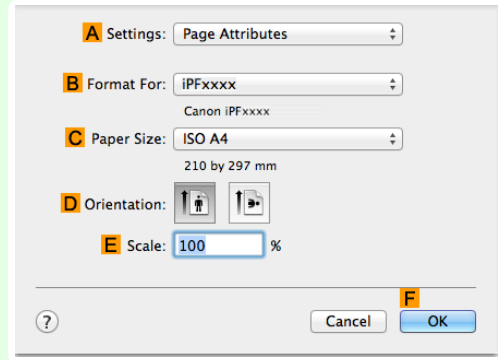 A Settings: Page Attributes
B Format For: iPFxxxx
Canon iPFxxxx
C Paper Size: ISO A4
210 by 297 mm
D Orientation:
E Scale: 100 %
F
? Cancel OK